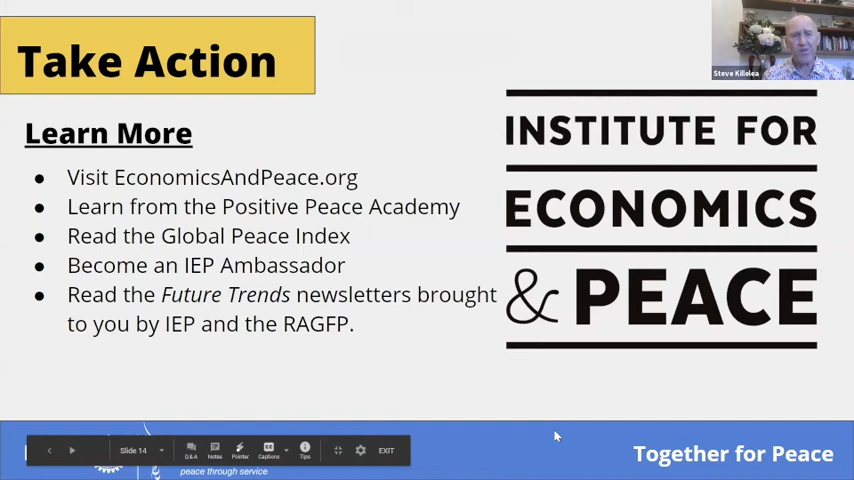 Take Action
Steve Killelea
Learn More
● Visit EconomicsAndPeace.org
● Learn from the Positive Peace Academy
● Read the Global Peace Index
● Become an IEP Ambassador
● Read the Future Trends newsletters brought
to you by IEP and the RAGFP.
INSTITUTE FOR
ECONOMICS
& PEACE
Slide 14
Q & A
Notes
Pointer
CC
Captions
Tips
EXIT
peace through service
Together for Peace